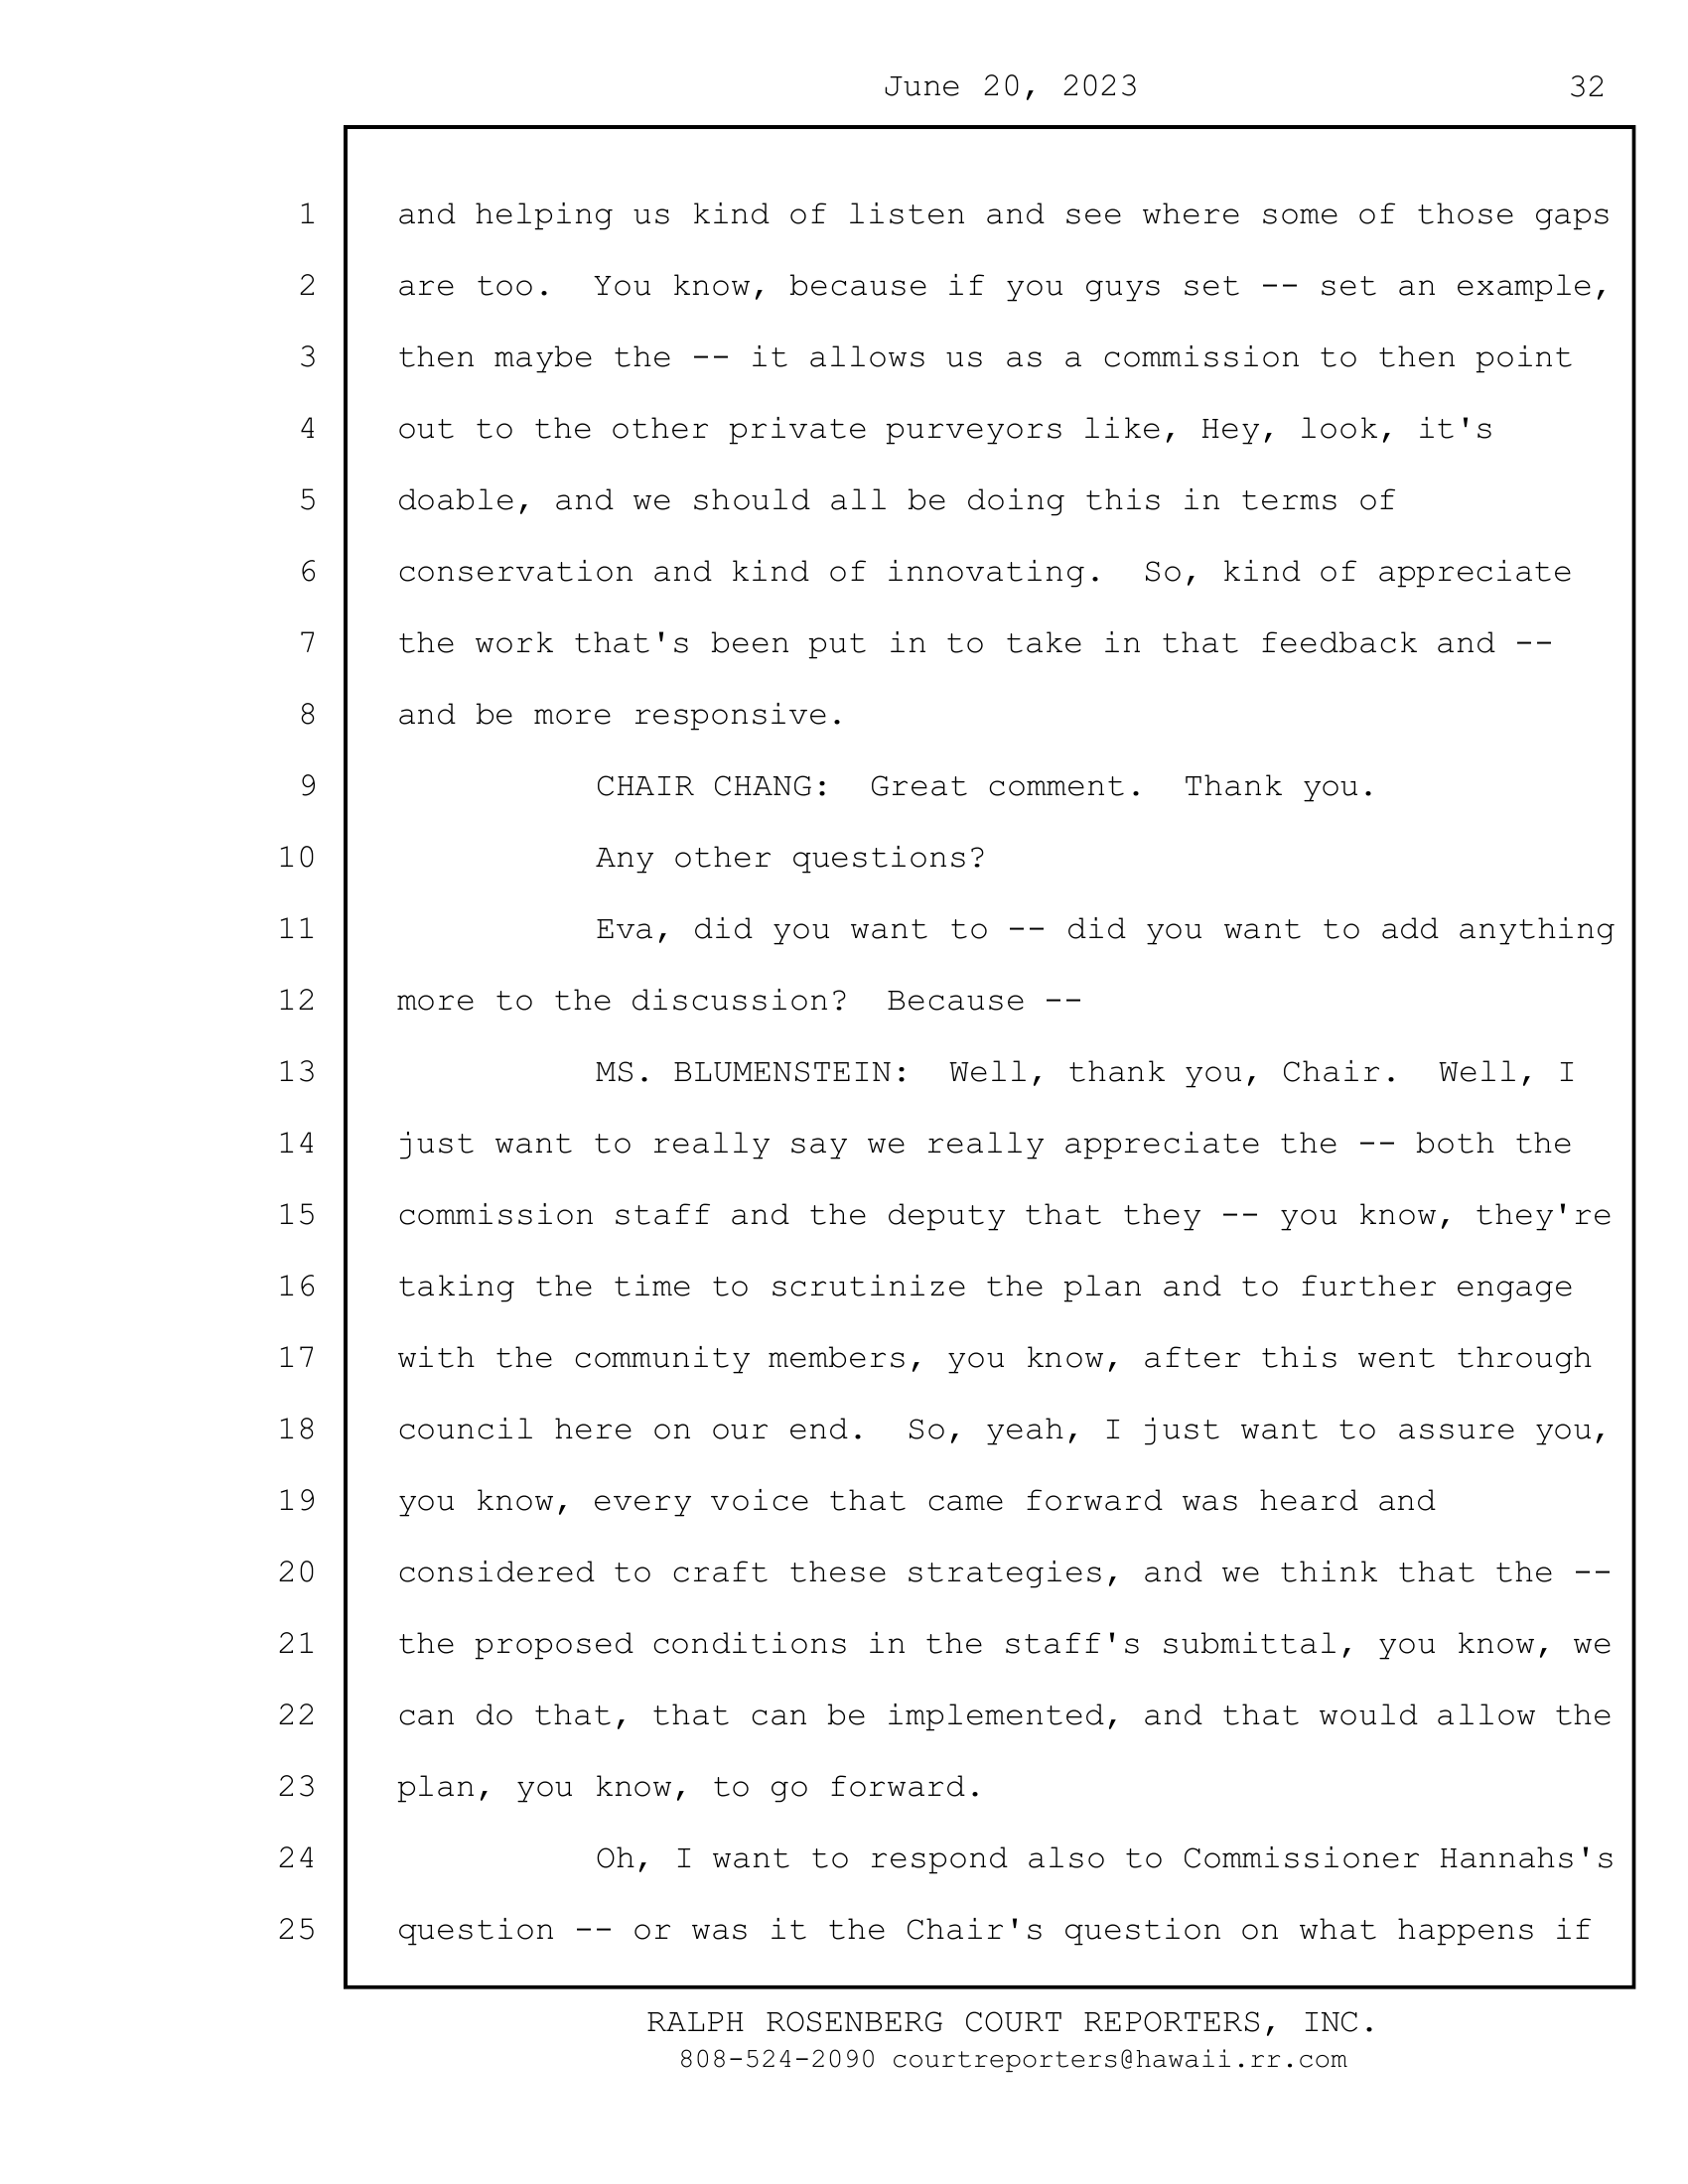 June 20, 2023 32
1 and helping us kind of listen and see where some of those gaps
2 are too.  You know, because if you guys set -- set an example,
3 then maybe the -- it allows us as a commission to then point
4 out to the other private purveyors like, Hey, look, it's
5 doable, and we should all be doing this in terms of
6 conservation and kind of innovating.  So, kind of appreciate
7 the work that's been put in to take in that feedback and --
8 and be more responsive.
9 CHAIR CHANG:  Great comment.  Thank you.
10 Any other questions?
11 Eva, did you want to -- did you want to add anything
12 more to the discussion?  Because --
13 MS. BLUMENSTEIN:  Well, thank you, Chair.  Well, I
14 just want to really say we really appreciate the -- both the
15 commission staff and the deputy that they -- you know, they're
16 taking the time to scrutinize the plan and to further engage
17 with the community members, you know, after this went through
18 council here on our end.  So, yeah, I just want to assure you,
19 you know, every voice that came forward was heard and
20 considered to craft these strategies, and we think that the --
21 the proposed conditions in the staff's submittal, you know, we
22 can do that, that can be implemented, and that would allow the
23 plan, you know, to go forward.
24 Oh, I want to respond also to Commissioner Hannahs's
25 question -- or was it the Chair's question on what happens if
RALPH ROSENBERG COURT REPORTERS, INC.
808-524-2090 courtreporters@hawaii.rr.com